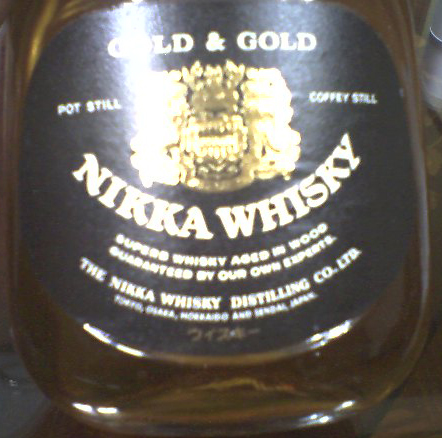 GOLD & GOLD
POT STILL
COFFEY STILL
NIKKA WHISKY
SUPERB WHISKY AGED IN WOOD
GUARANTEED BY OUR OWN EXPERTS.
THE NIKKA WHISKY DISTILLING CO. LTD.
TOKYO, OSAKA, HOKKAIDO AND SENDAI, JAPAN.
ウイスキー